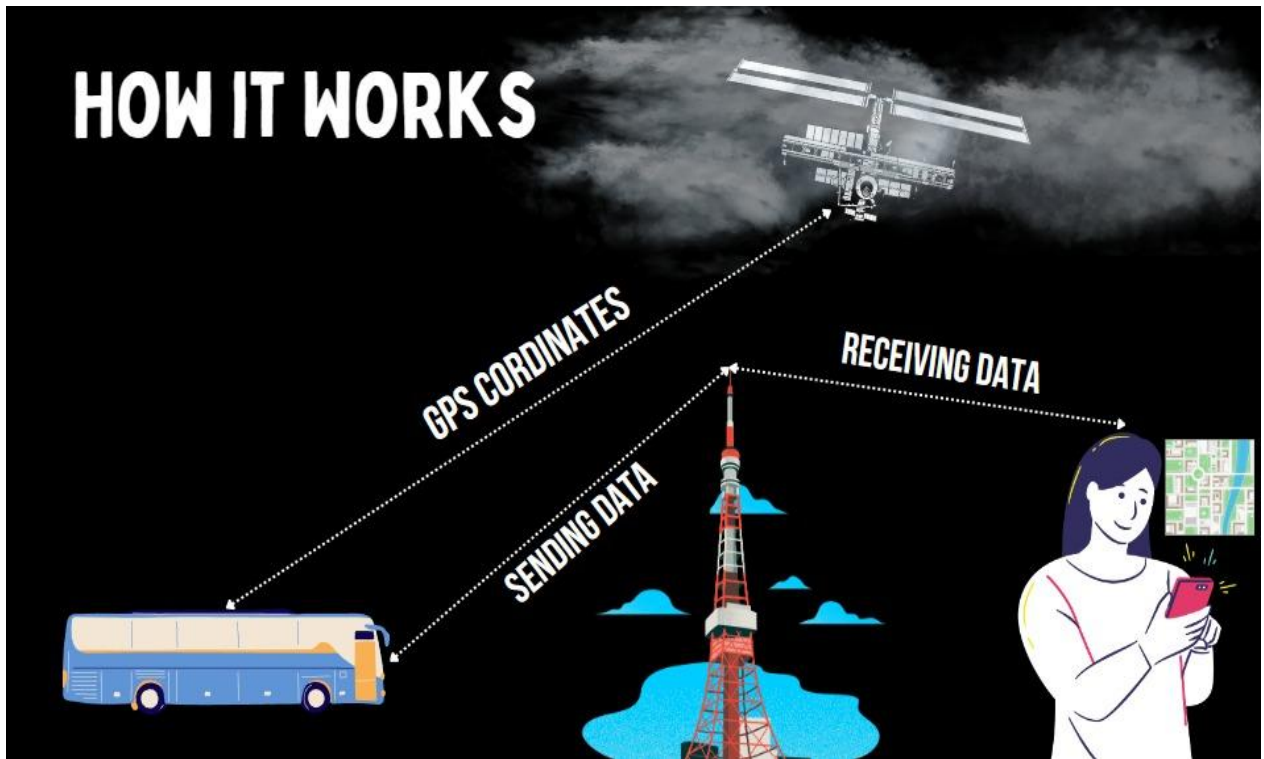 HOW IT WORKS
GPS CORDINATES
RECEIVING DATA
SENDING DATA